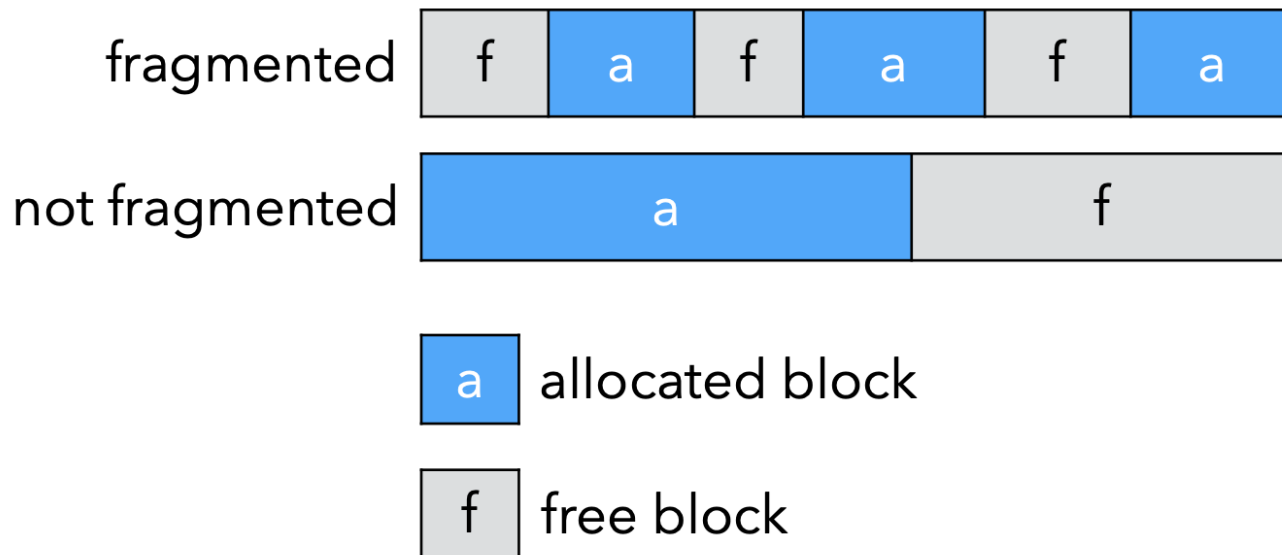 fragmented f a f a f a
not fragmented a f
a allocated block
f free block